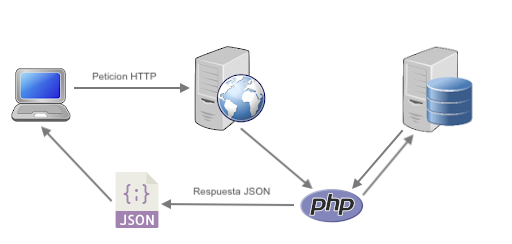 Peticion HTTP
Respuesta JSON
php
{;}
JSON